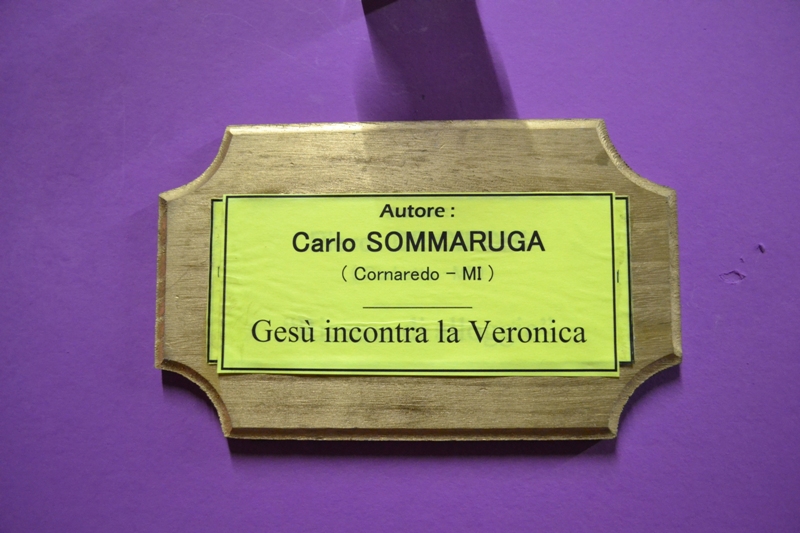 Autore :
Carlo SOMMARUGA
( Cornaredo - MI )
Gesù incontra la Veronica